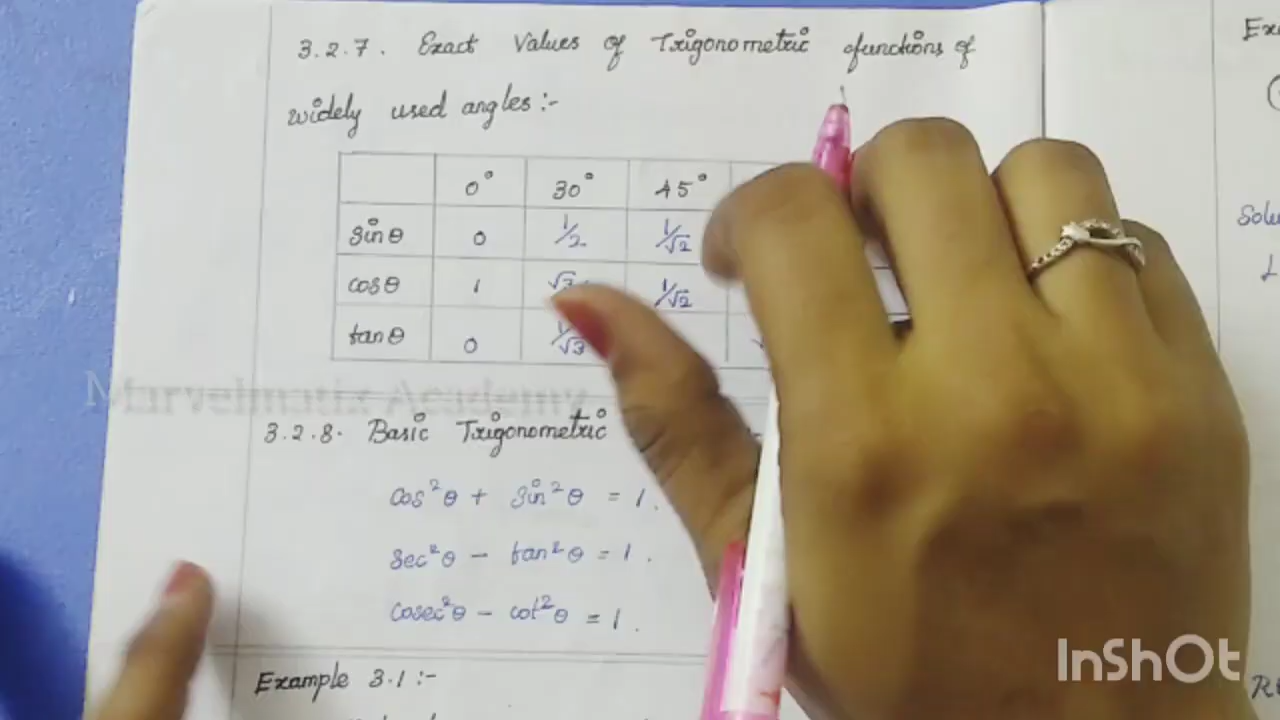 3.2.7. Exact Values of Trigonometric functions of
widely used angles:-
0° 30° 45°
sinθ 0 1/2 1/√2
cosθ 1 1/√2
tanθ 0 1/√3
Marvelmatix Academy
3.2.8. Basic Trigonometric
cos²θ + sin²θ = 1.
sec²θ - tan²θ = 1.
cosec²θ - cot²θ = 1.
Example 3.1:-
InShOt